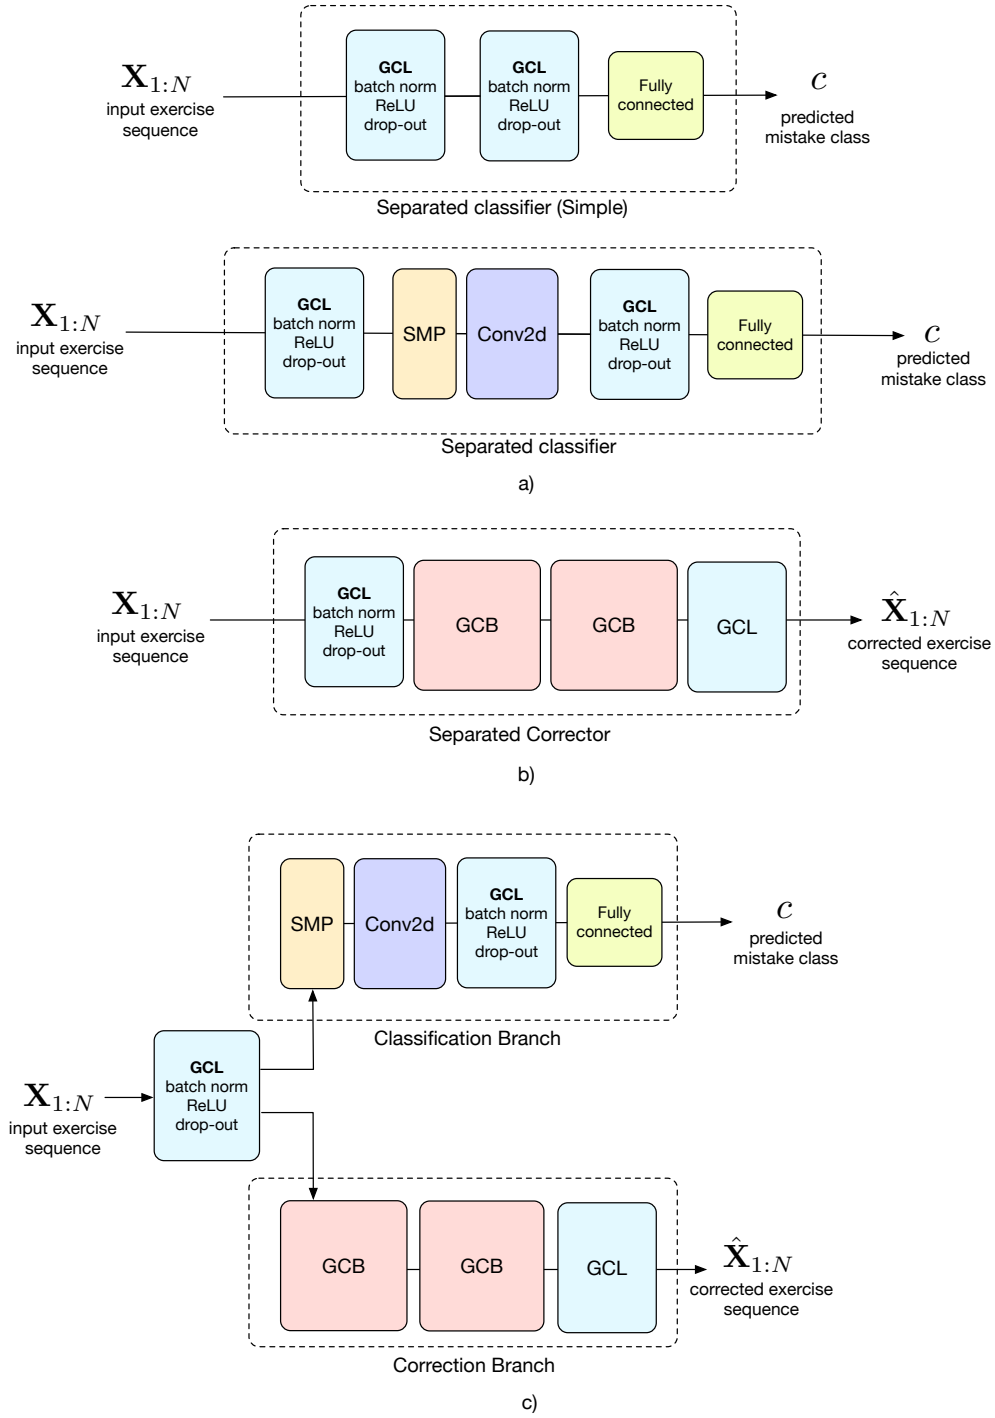 X1:N
input exercise
sequence
GCL
batch norm
ReLU
drop-out
GCL
batch norm
ReLU
drop-out
Fully
connected
c
predicted
mistake class
Separated classifier (Simple)
X1:N
input exercise
sequence
GCL
batch norm
ReLU
drop-out
SMP
Conv2d
GCL
batch norm
ReLU
drop-out
Fully
connected
c
predicted
mistake class
Separated classifier
a)
X1:N
input exercise
sequence
GCL
batch norm
ReLU
drop-out
GCB
GCB
GCL
X̂1:N
corrected exercise
sequence
Separated Corrector
b)
SMP
Conv2d
GCL
batch norm
ReLU
drop-out
Fully
connected
c
predicted
mistake class
Classification Branch
X1:N
input exercise
sequence
GCL
batch norm
ReLU
drop-out
GCB
GCB
GCL
X̂1:N
corrected exercise
sequence
Correction Branch
c)